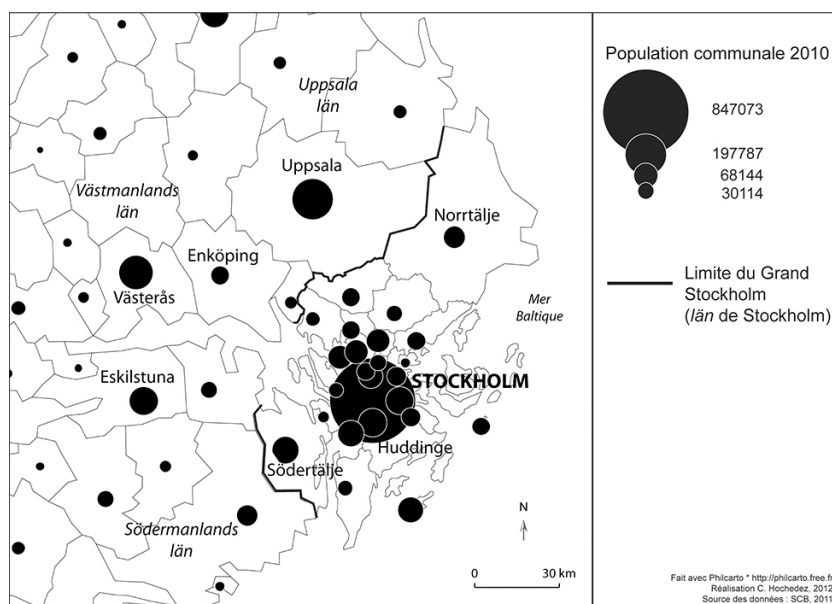 Uppsala
län
Uppsala
Västmanlands
län
Norrtälje
Enköping
Västerås
Mer
Baltique
Eskilstuna
STOCKHOLM
Huddinge
Södertälje
Södermanlands
län
N
0 30 km
Population communale 2010
847073
197787
68144
30114
Limite du Grand
Stockholm
(län de Stockholm)
Fait avec Philcarto * http://philcarto.free.fr
Réalisation C. Hochedez, 2012
Source des données : SCB, 2011